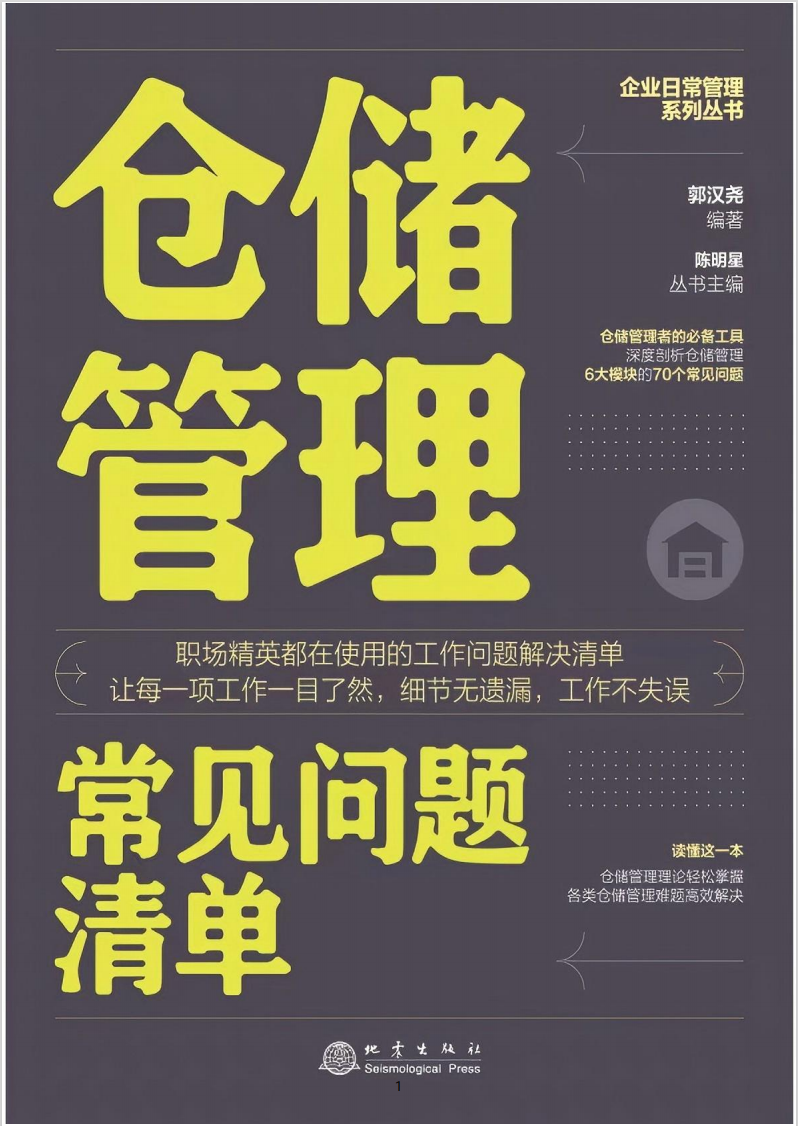 企业日常管理
系列丛书
仓储
管理
郭汉尧
编著
陈明星
丛书主编
仓储管理者的必备工具
深度剖析仓储管理
6大模块的70个常见问题
职场精英都在使用的工作问题解决清单
让每一项工作一目了然，细节无遗漏，工作不失误
常见问题
清单
读懂这一本
仓储管理理论轻松掌握
各类仓储管理难题高效解决
地震出版社
Seismological Press
1